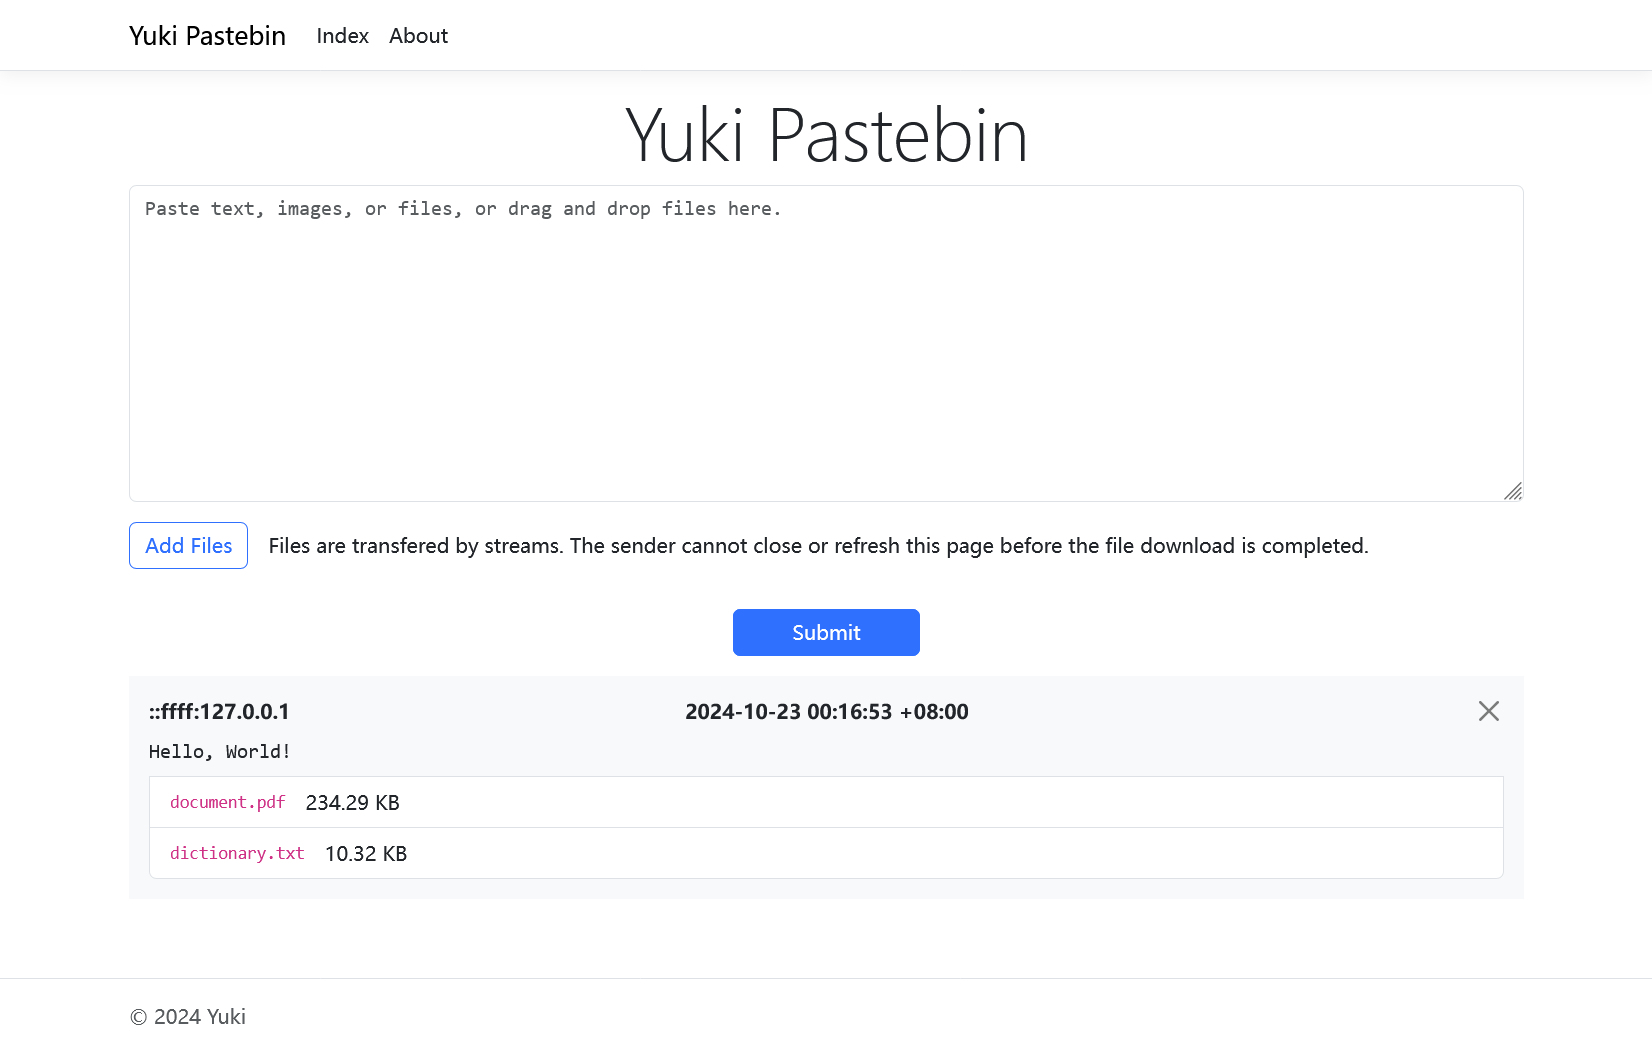 Yuki Pastebin Index About
Yuki Pastebin
Paste text, images, or files, or drag and drop files here.
Add Files Files are transfered by streams. The sender cannot close or refresh this page before the file download is completed.
Submit
::ffff:127.0.0.1 2024-10-23 00:16:53 +08:00
Hello, World!
document.pdf 234.29 KB
dictionary.txt 10.32 KB
© 2024 Yuki